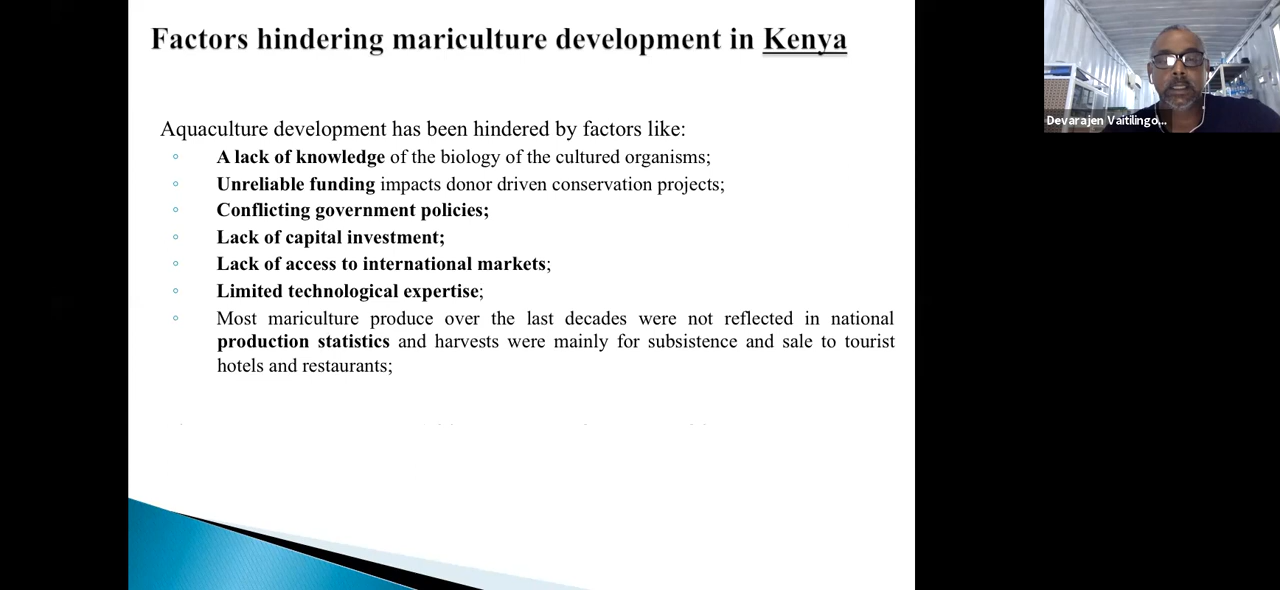 Factors hindering mariculture development in Kenya
Aquaculture development has been hindered by factors like:
A lack of knowledge of the biology of the cultured organisms;
Unreliable funding impacts donor driven conservation projects;
Conflicting government policies;
Lack of capital investment;
Lack of access to international markets;
Limited technological expertise;
Most mariculture produce over the last decades were not reflected in national
production statistics and harvests were mainly for subsistence and sale to tourist
hotels and restaurants;
Devarajen Vaitilingo...